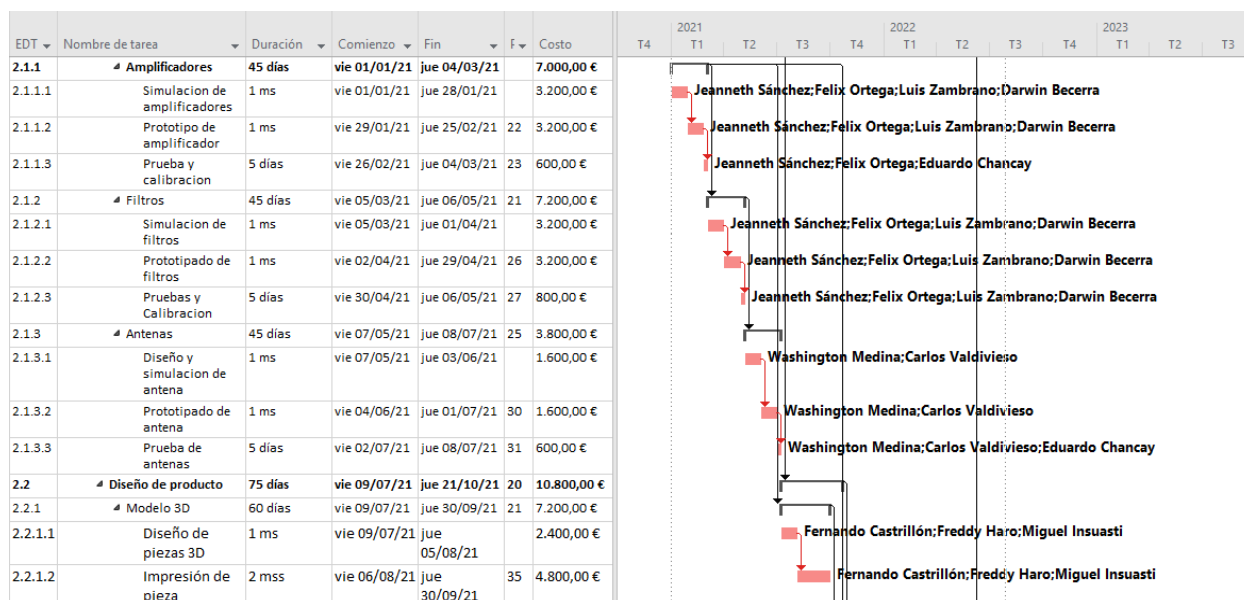 2021 2022 2023
EDT Nombre de tarea Duración Comienzo Fin F Costo T4 T1 T2 T3 T4 T1 T2 T3 T4 T1 T2 T3
2.1.1 Amplificadores 45 días vie 01/01/21 jue 04/03/21 7.000,00 €
2.1.1.1 Simulacion de 1 ms vie 01/01/21 jue 28/01/21 3.200,00 € Jeanneth Sánchez;Felix Ortega;Luis Zambrano;Darwin Becerra
amplificadores
2.1.1.2 Prototipo de 1 ms vie 29/01/21 jue 25/02/21 22 3.200,00 € Jeanneth Sánchez;Felix Ortega;Luis Zambrano;Darwin Becerra
amplificador
2.1.1.3 Prueba y 5 días vie 26/02/21 jue 04/03/21 23 600,00 € Jeanneth Sánchez;Felix Ortega;Eduardo Chancay
calibracion
2.1.2 Filtros 45 días vie 05/03/21 jue 06/05/21 21 7.200,00 €
2.1.2.1 Simulacion de 1 ms vie 05/03/21 jue 01/04/21 3.200,00 € Jeanneth Sánchez;Felix Ortega;Luis Zambrano;Darwin Becerra
filtros
2.1.2.2 Prototipado de 1 ms vie 02/04/21 jue 29/04/21 26 3.200,00 € Jeanneth Sánchez;Felix Ortega;Luis Zambrano;Darwin Becerra
filtros
2.1.2.3 Pruebas y 5 días vie 30/04/21 jue 06/05/21 27 800,00 € Jeanneth Sánchez;Felix Ortega;Luis Zambrano;Darwin Becerra
Calibracion
2.1.3 Antenas 45 días vie 07/05/21 jue 08/07/21 25 3.800,00 €
2.1.3.1 Diseño y 1 ms vie 07/05/21 jue 03/06/21 1.600,00 € Washington Medina;Carlos Valdivieso
simulacion de
antena
2.1.3.2 Prototipado de 1 ms vie 04/06/21 jue 01/07/21 30 1.600,00 € Washington Medina;Carlos Valdivieso
antena
2.1.3.3 Prueba de 5 días vie 02/07/21 jue 08/07/21 31 600,00 € Washington Medina;Carlos Valdivieso;Eduardo Chancay
antenas
2.2 Diseño de producto 75 días vie 09/07/21 jue 21/10/21 20 10.800,00 €
2.2.1 Modelo 3D 60 días vie 09/07/21 jue 30/09/21 21 7.200,00 €
2.2.1.1 Diseño de 1 ms vie 09/07/21 jue 2.400,00 € Fernando Castrillón;Freddy Haro;Miguel Insuasti
piezas 3D 05/08/21
2.2.1.2 Impresión de 2 mss vie 06/08/21 jue 35 4.800,00 € Fernando Castrillón;Freddy Haro;Miguel Insuasti
pieza 30/09/21